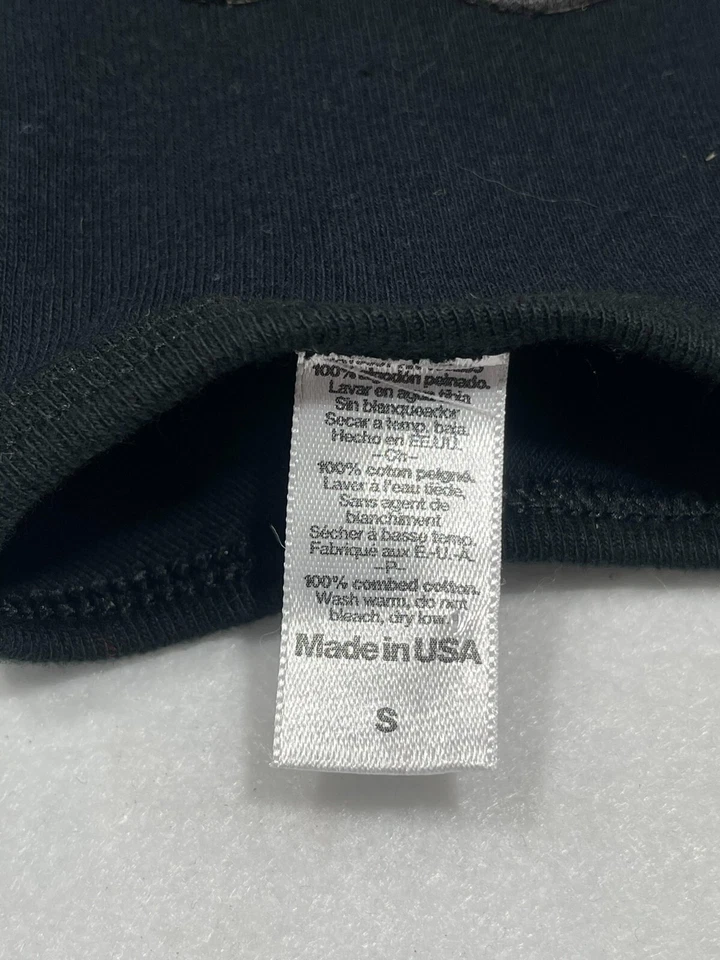 100% algodón peinado.
Lavar en agua tibia
Sin blanqueador
Secar a temp. baja.
Hecho en EE.UU.
-Ch-
100% coton peigné.
Laver à l'eau tiède,
Sans agent de
blanchiment
Sécher à basse temp.
Fabrique aux E.-U.-A.
-P-
100% combed cotton.
Wash warm, do not
bleach, dry low.
Made in USA
S